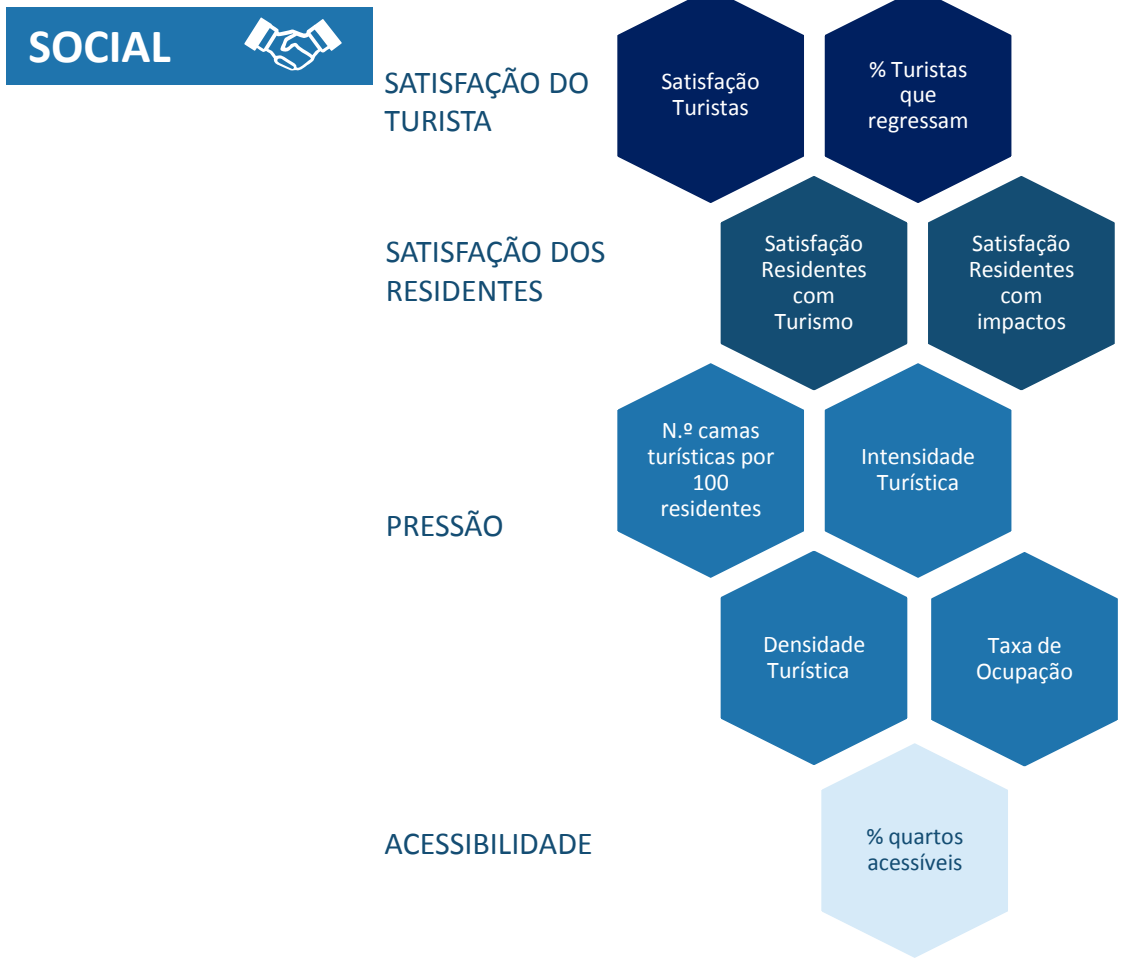 SOCIAL
SATISFAÇÃO DO
TURISTA
Satisfação
Turistas
% Turistas
que
regressam
SATISFAÇÃO DOS
RESIDENTES
Satisfação
Residentes
com
Turismo
Satisfação
Residentes
com
impactos
PRESSÃO
N.º camas
turísticas por
100
residentes
Intensidade
Turística
Densidade
Turística
Taxa de
Ocupação
ACESSIBILIDADE
% quartos
acessíveis